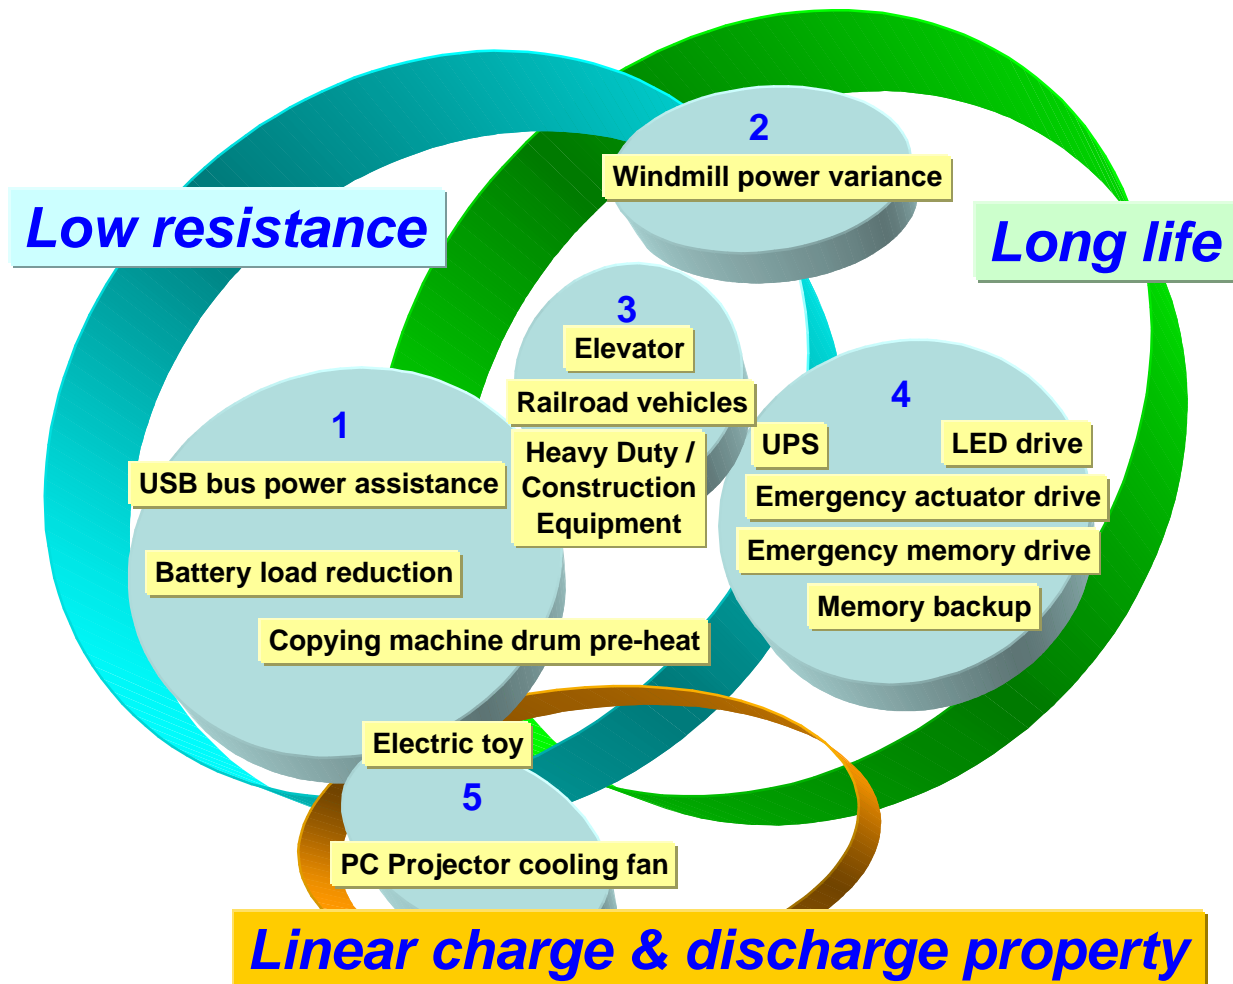 2
Windmill power variance
Low resistance
Long life
3
Elevator
Railroad vehicles
Heavy Duty /
Construction
Equipment
1
USB bus power assistance
Battery load reduction
Copying machine drum pre-heat
4
UPS
LED drive
Emergency actuator drive
Emergency memory drive
Memory backup
Electric toy
5
PC Projector cooling fan
Linear charge & discharge property